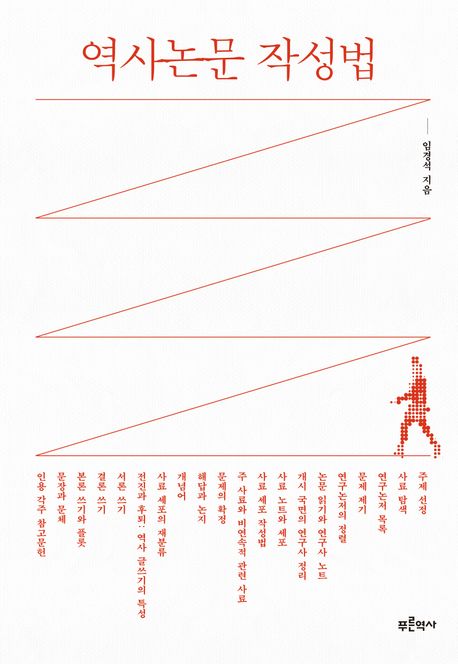 역사논문 작성법
임경석 지음
주제 선정
사료 탐색
연구논저 목록
문제 제기
연구논저의 정렬
논문 읽기와 연구사 노트
개시 국면의 연구사 정리
사료 노트와 세포
사료 세포 작성법
주 사료와 비연속적 관련 사료
문제의 확정
해답과 논지
개념어
사료 세포의 재분류
전진과 후퇴: 역사 글쓰기의 특성
서론 쓰기
결론 쓰기
본론 쓰기와 플롯
문장과 문체
인용 각주 참고문헌
푸른역사